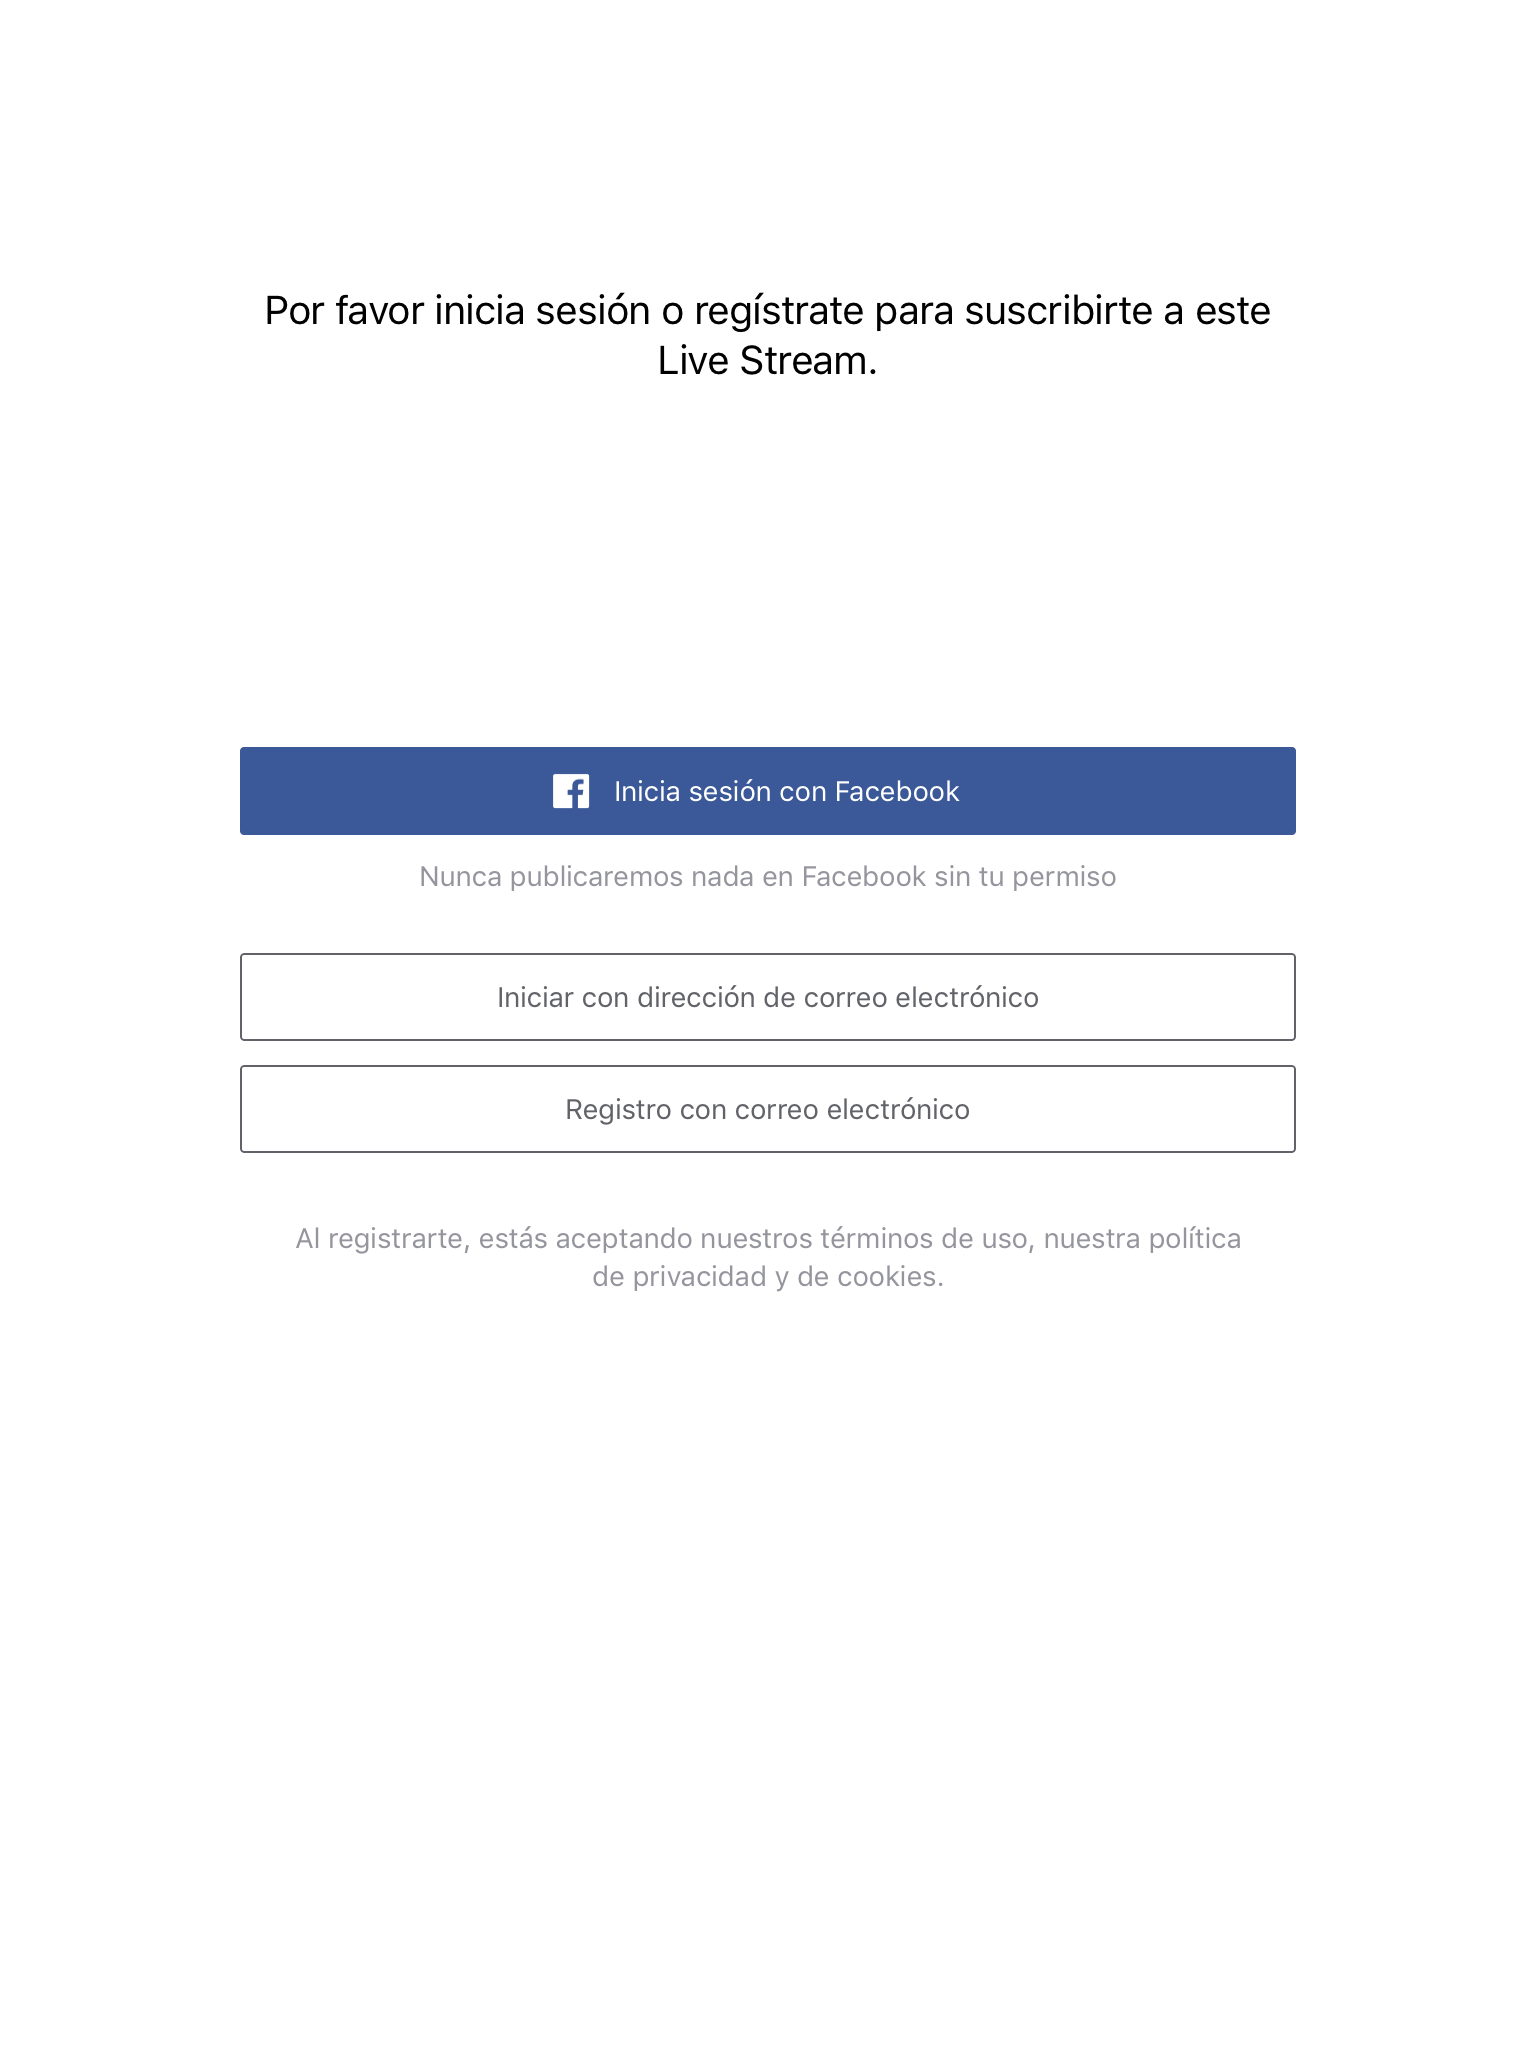 Por favor inicia sesión o regístrate para suscribirte a este
Live Stream.
Inicia sesión con Facebook
Nunca publicaremos nada en Facebook sin tu permiso
Iniciar con dirección de correo electrónico
Registro con correo electrónico
Al registrarte, estás aceptando nuestros términos de uso, nuestra política
de privacidad y de cookies.